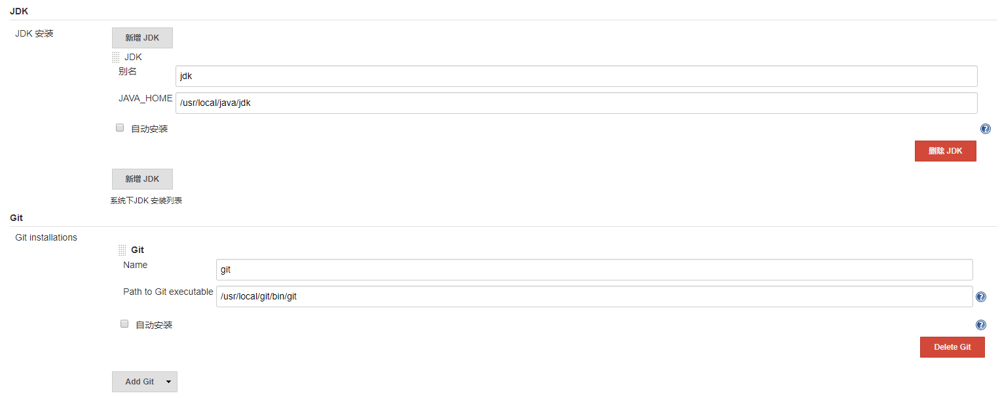 JDK
JDK 安装
新增 JDK
JDK
别名
jdk
JAVA_HOME
/usr/local/java/jdk
自动安装
删除 JDK
新增 JDK
系统下JDK 安装列表
Git
Git installations
Git
Name
git
Path to Git executable
/usr/local/git/bin/git
自动安装
Delete Git
Add Git